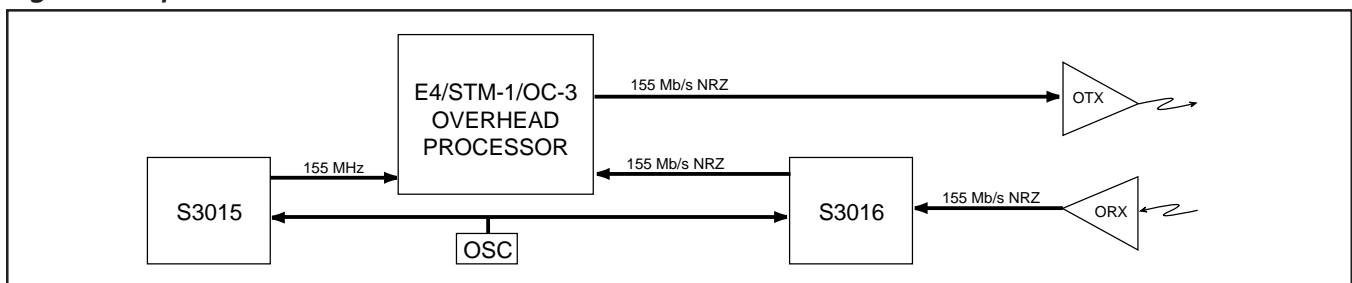 E4/STM-1/OC-3
OVERHEAD
PROCESSOR
155 Mb/s NRZ
OTX
S3015
155 MHz
155 Mb/s NRZ
S3016
155 Mb/s NRZ
ORX
OSC